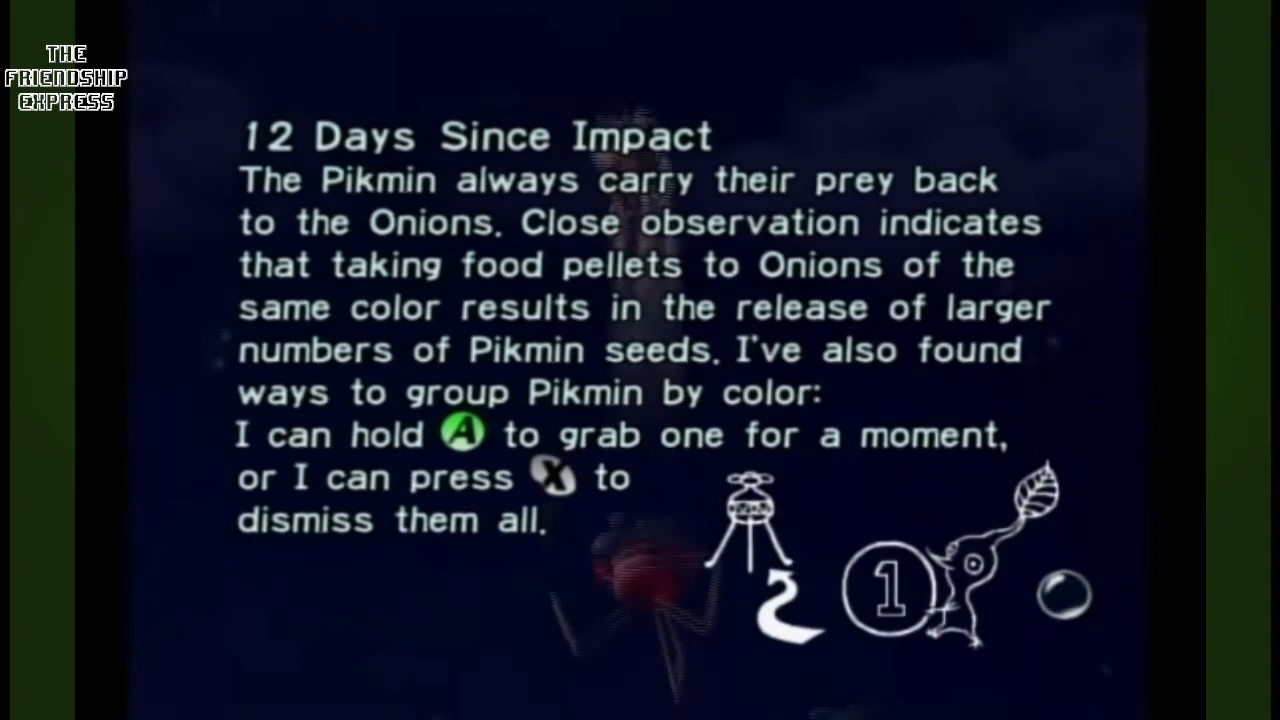 THE
FRIENDSHIP
EXPRESS
12 Days Since Impact
The Pikmin always carry their prey back
to the Onions. Close observation indicates
that taking food pellets to Onions of the
same color results in the release of larger
numbers of Pikmin seeds. I've also found
ways to group Pikmin by color:
I can hold A to grab one for a moment,
or I can press X to
dismiss them all.
1